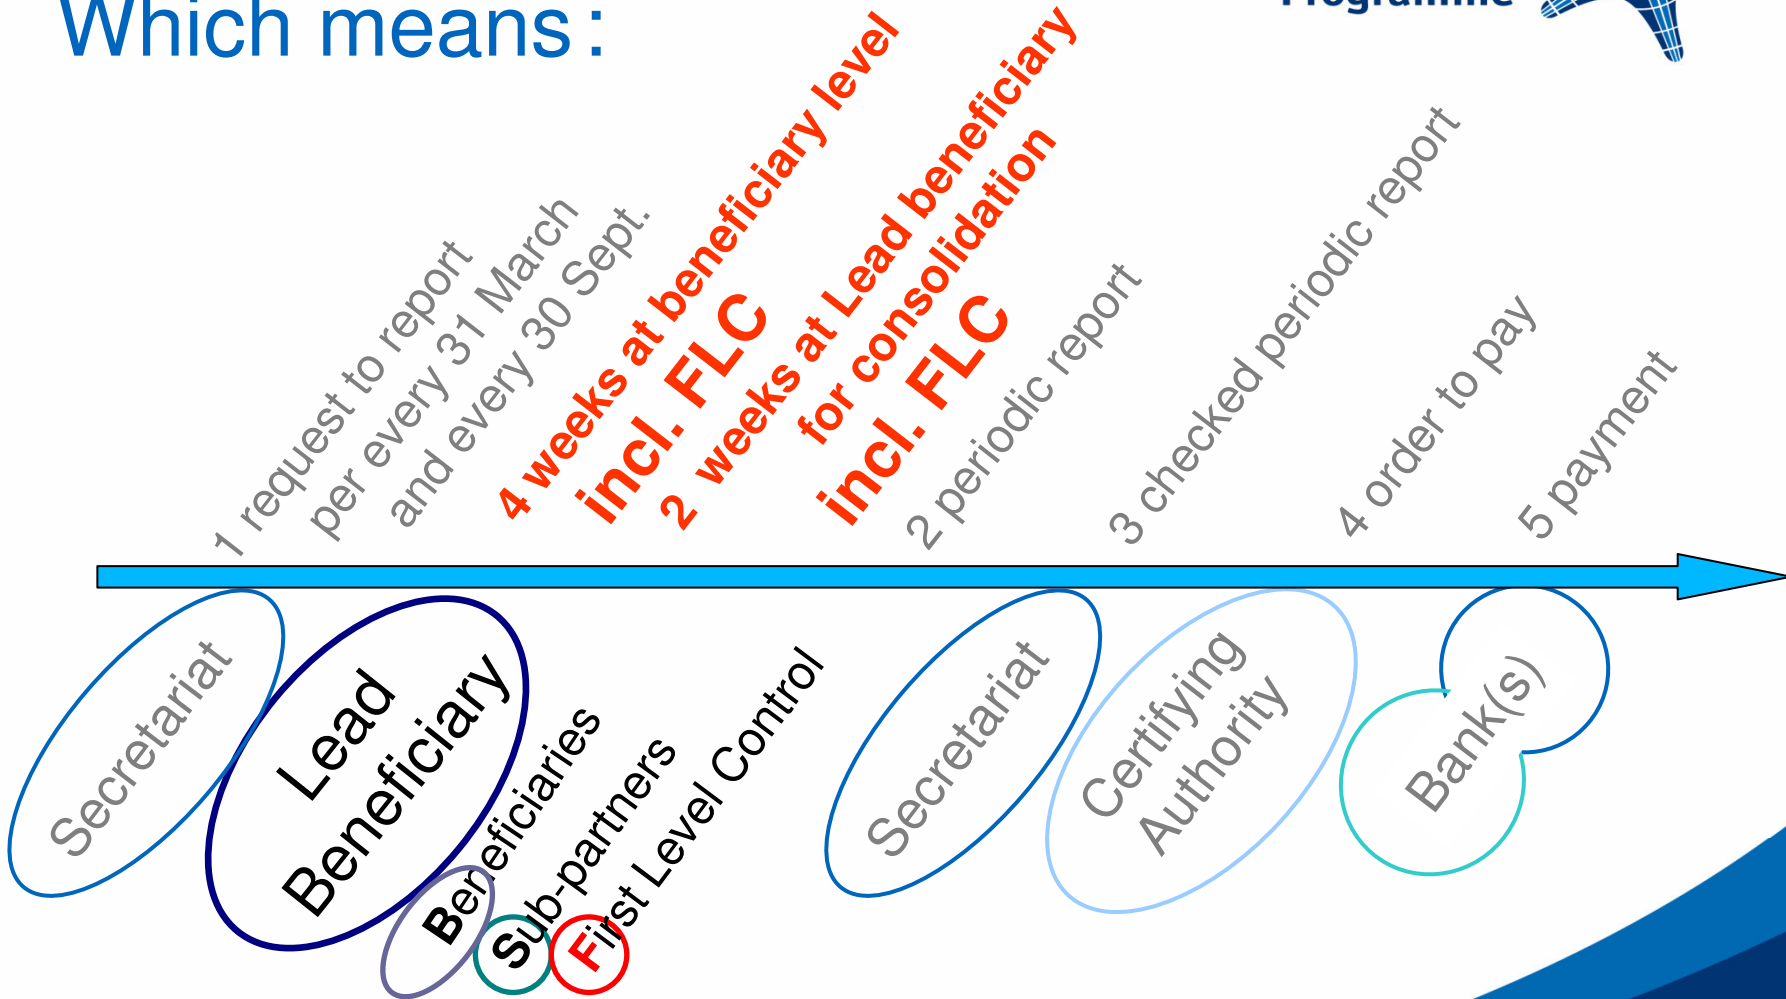 Which means :
Programme
1 request to report
per every 31 March
and every 30 Sept.
4 weeks at beneficiary level
incl. FLC
2 weeks at Lead beneficiary
for consolidation
incl. FLC
2 periodic report
3 checked periodic report
4 order to pay
5 payment
Secretariat
Lead
Beneficiary
Beneficiaries
Sub-partners
First Level Control
Secretariat
Certifying
Authority
Bank(s)